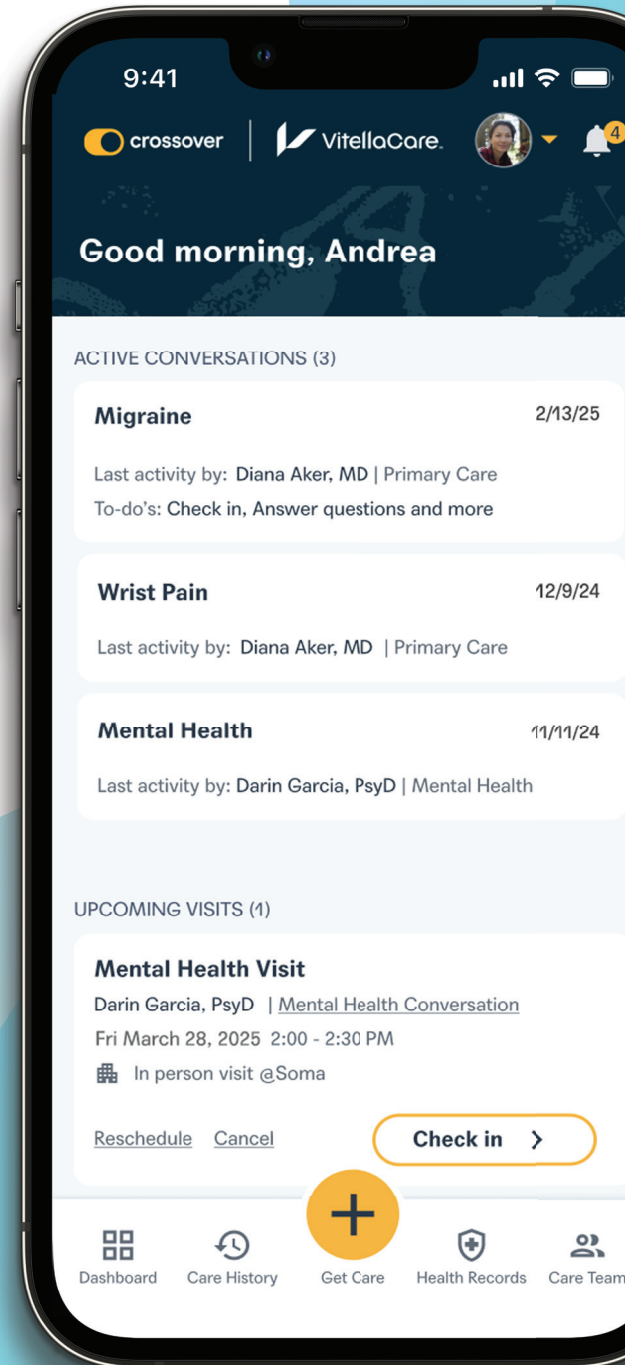 9:41
crossover | VitellaCare.
4
Good morning, Andrea
ACTIVE CONVERSATIONS (3)
Migraine 2/13/25
Last activity by: Diana Aker, MD | Primary Care
To-do's: Check in, Answer questions and more
Wrist Pain 12/9/24
Last activity by: Diana Aker, MD | Primary Care
Mental Health 11/11/24
Last activity by: Darin Garcia, PsyD | Mental Health
UPCOMING VISITS (1)
Mental Health Visit
Darin Garcia, PsyD | Mental Health Conversation
Fri March 28, 2025 2:00 - 2:30 PM
In person visit @Soma
Reschedule Cancel Check in
Dashboard Care History Get Care Health Records Care Team